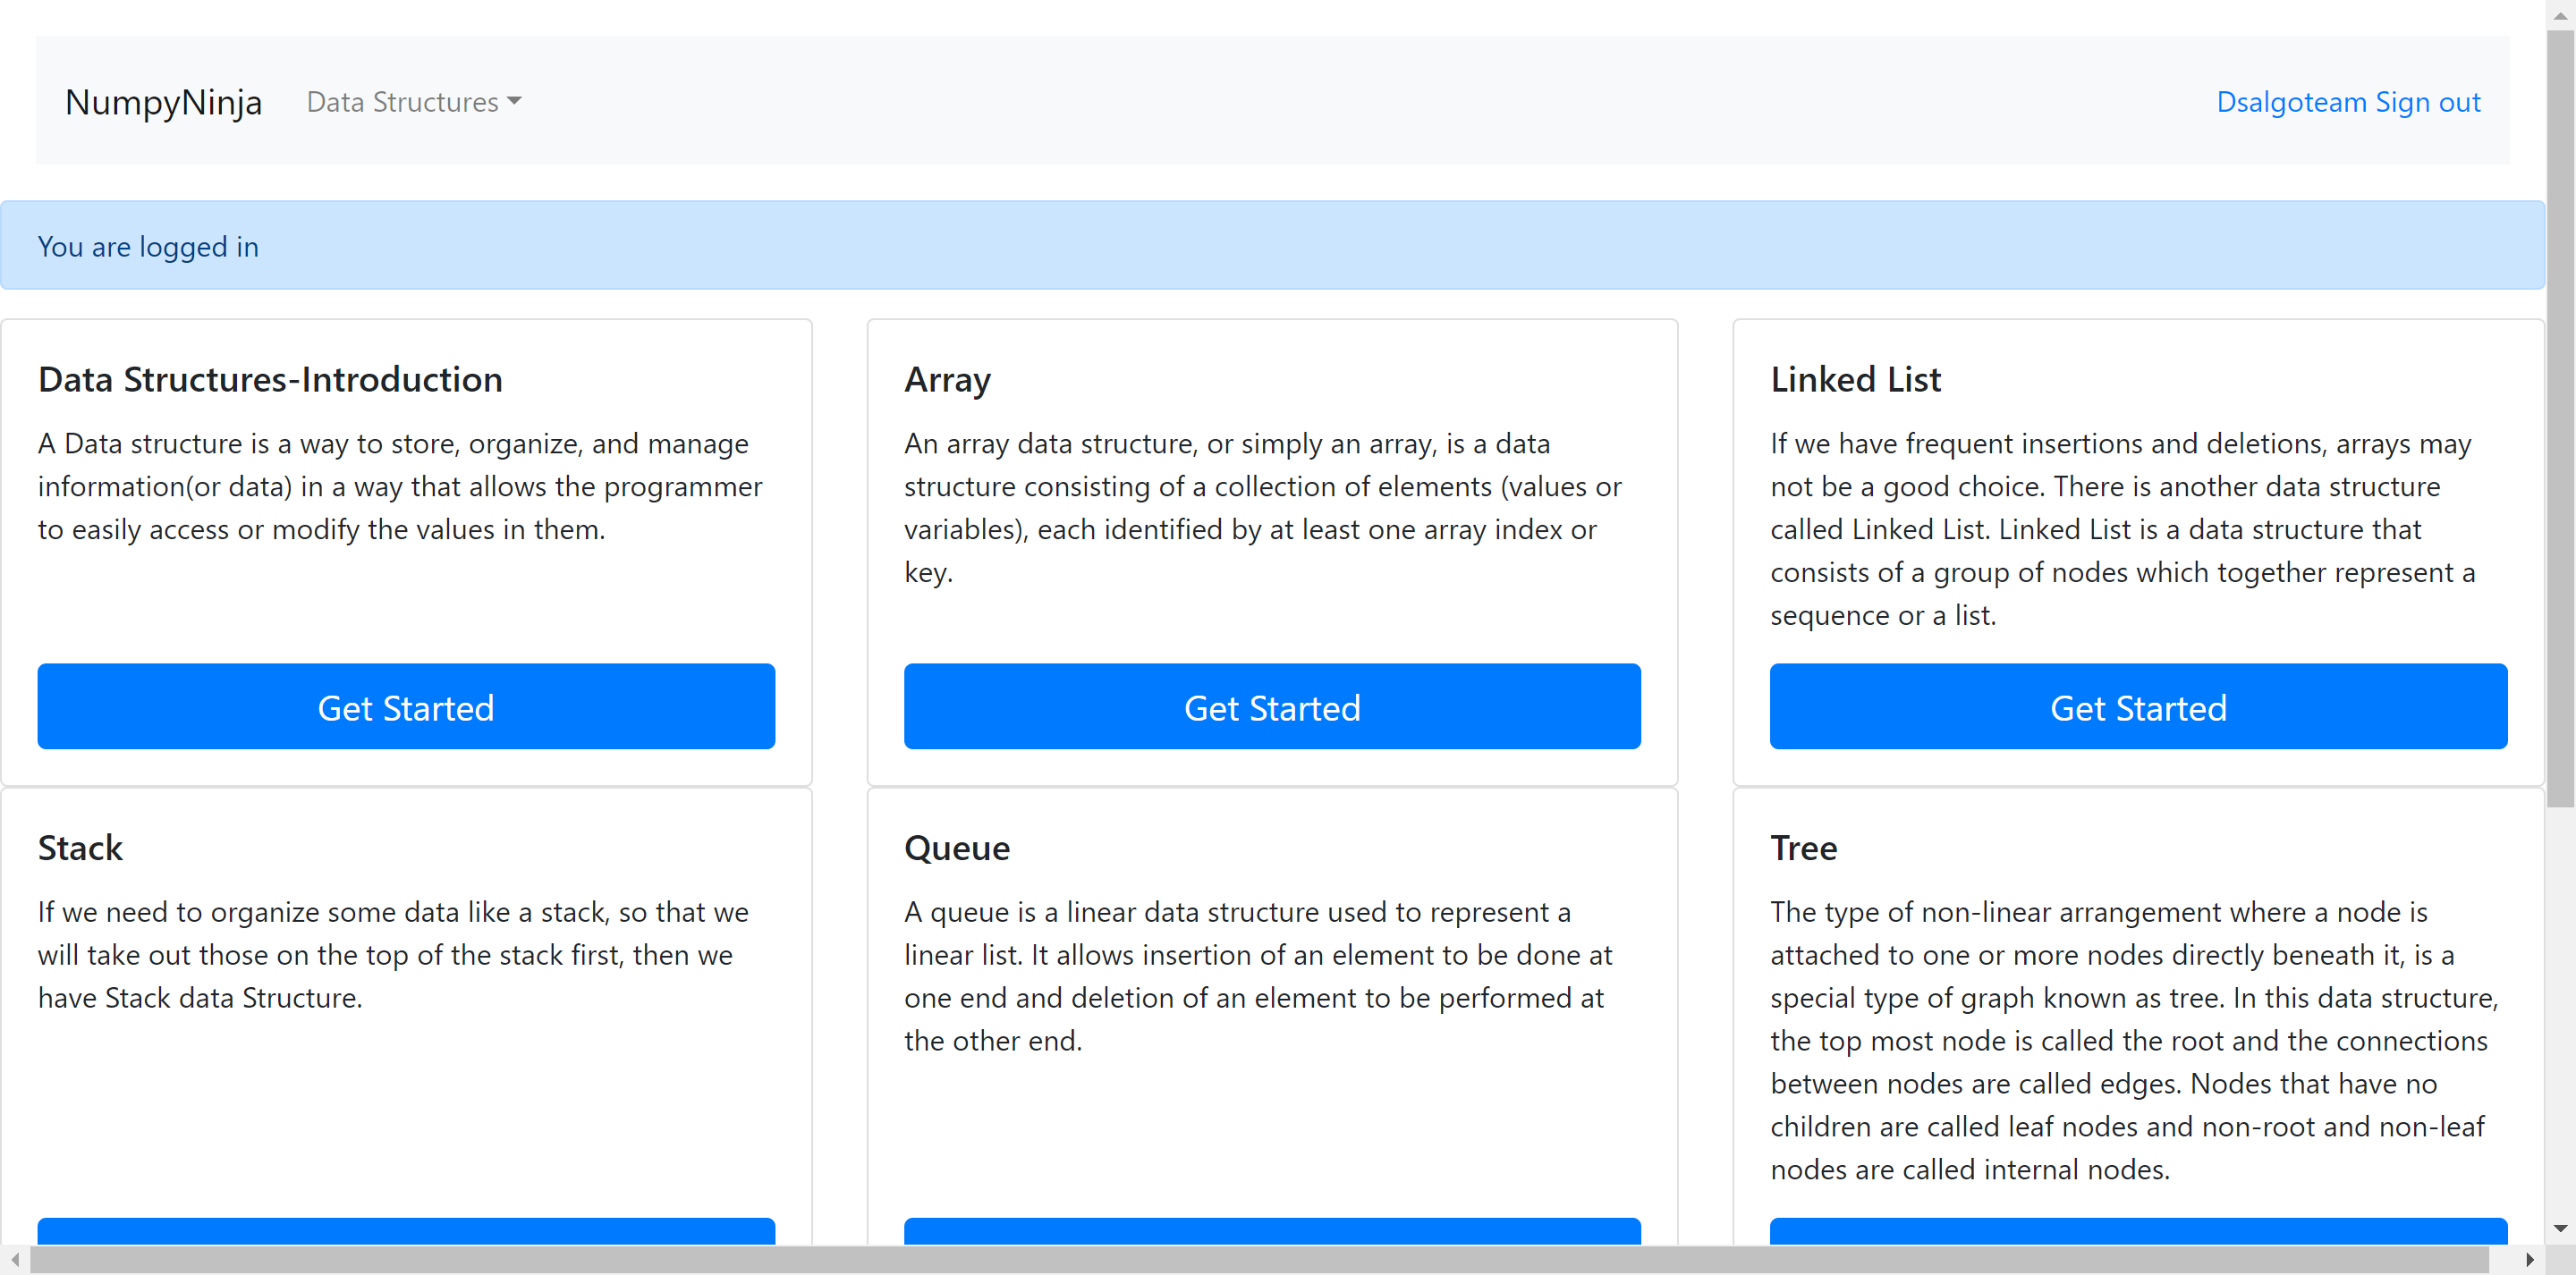 NumpyNinja Data Structures Dsalgoteam Sign out
You are logged in
Data Structures-Introduction
A Data structure is a way to store, organize, and manage
information(or data) in a way that allows the programmer
to easily access or modify the values in them.
Get Started
Array
An array data structure, or simply an array, is a data
structure consisting of a collection of elements (values or
variables), each identified by at least one array index or
key.
Get Started
Linked List
If we have frequent insertions and deletions, arrays may
not be a good choice. There is another data structure
called Linked List. Linked List is a data structure that
consists of a group of nodes which together represent a
sequence or a list.
Get Started
Stack
If we need to organize some data like a stack, so that we
will take out those on the top of the stack first, then we
have Stack data Structure.
Queue
A queue is a linear data structure used to represent a
linear list. It allows insertion of an element to be done at
one end and deletion of an element to be performed at
the other end.
Tree
The type of non-linear arrangement where a node is
attached to one or more nodes directly beneath it, is a
special type of graph known as tree. In this data structure,
the top most node is called the root and the connections
between nodes are called edges. Nodes that have no
children are called leaf nodes and non-root and non-leaf
nodes are called internal nodes.